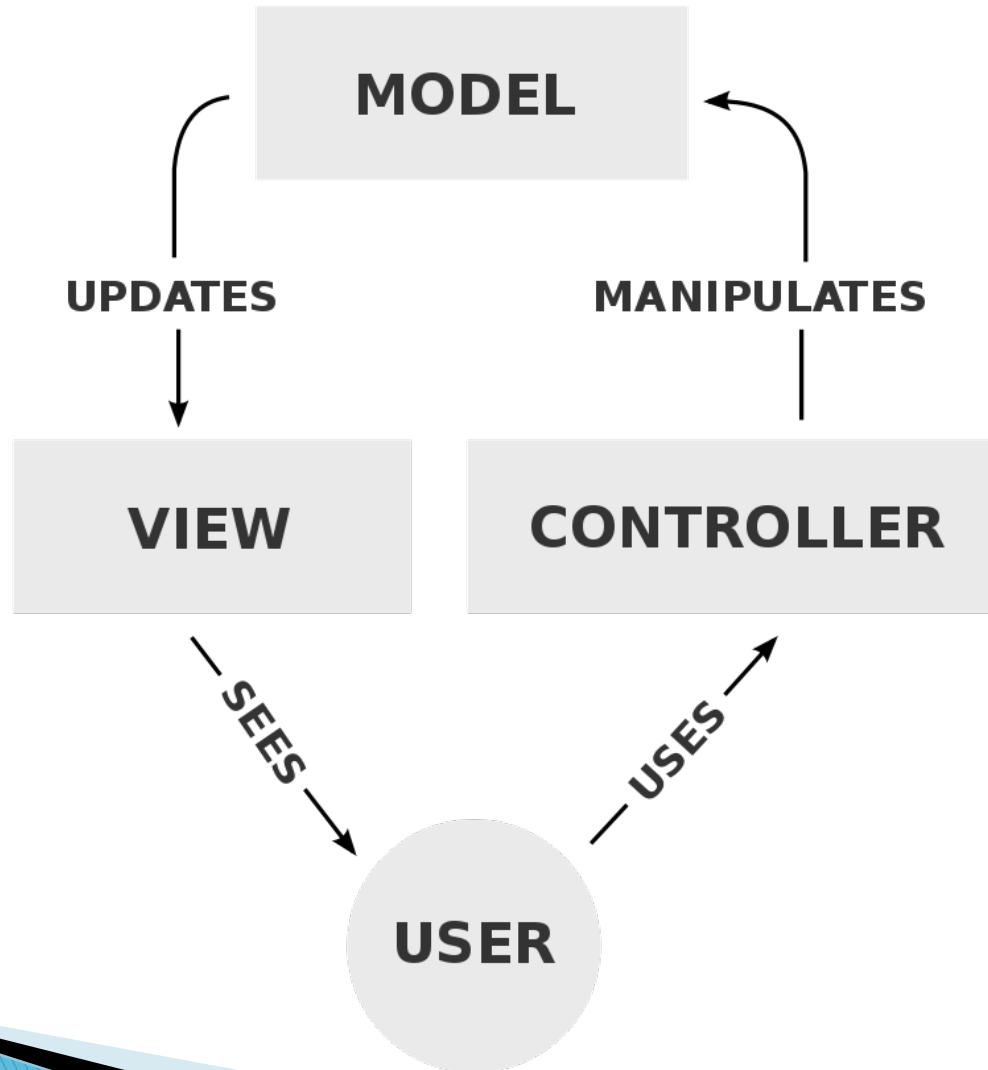 MODEL
UPDATES
MANIPULATES
VIEW
CONTROLLER
SEES
USES
USER